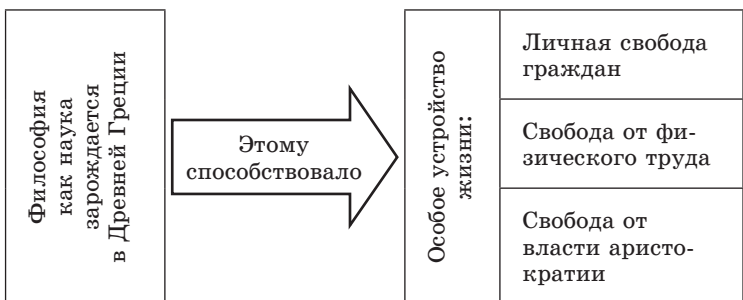 Философия
как наука
зарождается
в Древней Греции
Этому
способствовало
Особое устройство
жизни:
Личная свобода
граждан
Свобода от фи-
зического труда
Свобода от
власти аристо-
кратии